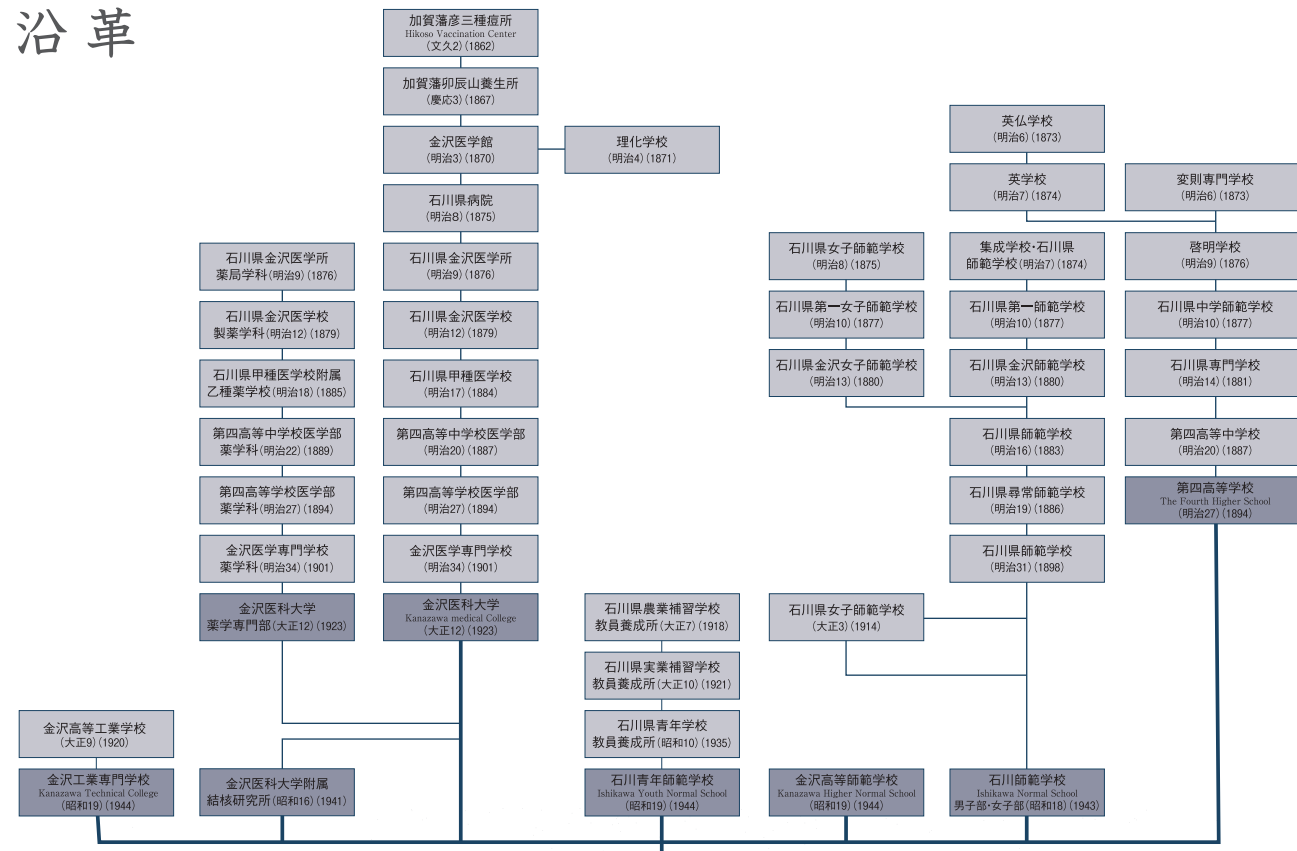 沿革
加賀藩彦三種痘所
Hikoso Vaccination Center
(文久2)(1862)
加賀藩卯辰山養生所
(慶応3)(1867)
金沢医学館
(明治3)(1870)
理化学校
(明治4)(1871)
石川県病院
(明治8)(1875)
石川県金沢医学所
薬局学科(明治9)(1876)
石川県金沢医学所
(明治9)(1876)
石川県金沢医学校
製薬学科(明治12)(1879)
石川県金沢医学校
(明治12)(1879)
石川県甲種医学校附属
乙種薬学校(明治18)(1885)
石川県甲種医学校
(明治17)(1884)
第四高等中学校医学部
薬学科(明治22)(1889)
第四高等中学校医学部
(明治20)(1887)
第四高等学校医学部
薬学科(明治27)(1894)
第四高等学校医学部
(明治27)(1894)
金沢医学専門学校
薬学科(明治34)(1901)
金沢医学専門学校
(明治34)(1901)
金沢医科大学
薬学専門部(大正12)(1923)
金沢医科大学
Kanazawa medical College
(大正12)(1923)
英仏学校
(明治6)(1873)
英学校
(明治7)(1874)
変則専門学校
(明治6)(1873)
石川県女子師範学校
(明治8)(1875)
集成学校・石川県
師範学校(明治7)(1874)
啓明学校
(明治9)(1876)
石川県第一女子師範学校
(明治10)(1877)
石川県第一師範学校
(明治10)(1877)
石川県中学師範学校
(明治10)(1877)
石川県金沢女子師範学校
(明治13)(1880)
石川県金沢師範学校
(明治13)(1880)
石川県専門学校
(明治14)(1881)
石川県師範学校
(明治16)(1883)
第四高等中学校
(明治20)(1887)
石川県尋常師範学校
(明治19)(1886)
第四高等学校
The Fourth Higher School
(明治27)(1894)
石川県師範学校
(明治31)(1898)
石川県農業補習学校
教員養成所(大正7)(1918)
石川県女子師範学校
(大正3)(1914)
石川県実業補習学校
教員養成所(大正10)(1921)
石川県青年学校
教員養成所(昭和10)(1935)
金沢高等工業学校
(大正9)(1920)
金沢工業専門学校
Kanazawa Technical College
(昭和19)(1944)
金沢医科大学附属
結核研究所(昭和16)(1941)
石川青年師範学校
Ishikawa Youth Normal School
(昭和19)(1944)
金沢高等師範学校
Kanazawa Higher Normal School
(昭和19)(1944)
石川師範学校
Ishikawa Normal School
男子部・女子部(昭和18)(1943)